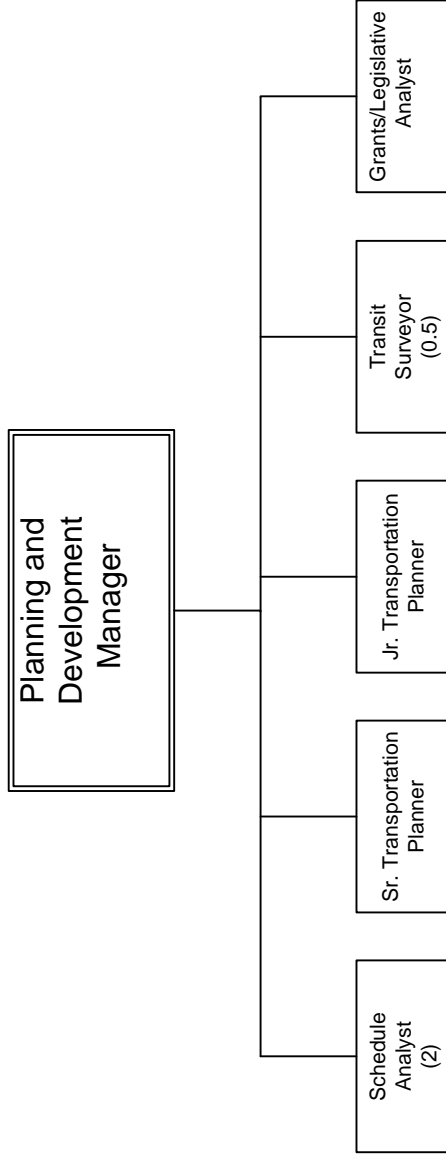 Planning and
Development
Manager
Schedule
Analyst
(2)
Sr. Transportation
Planner
Jr. Transportation
Planner
Transit
Surveyor
(0.5)
Grants/Legislative
Analyst